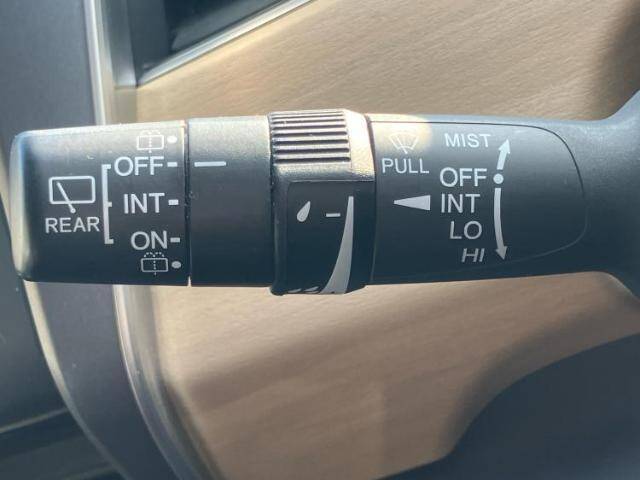 REAR
OFF
INT
ON
PULL
MIST
OFF
INT
LO
HI